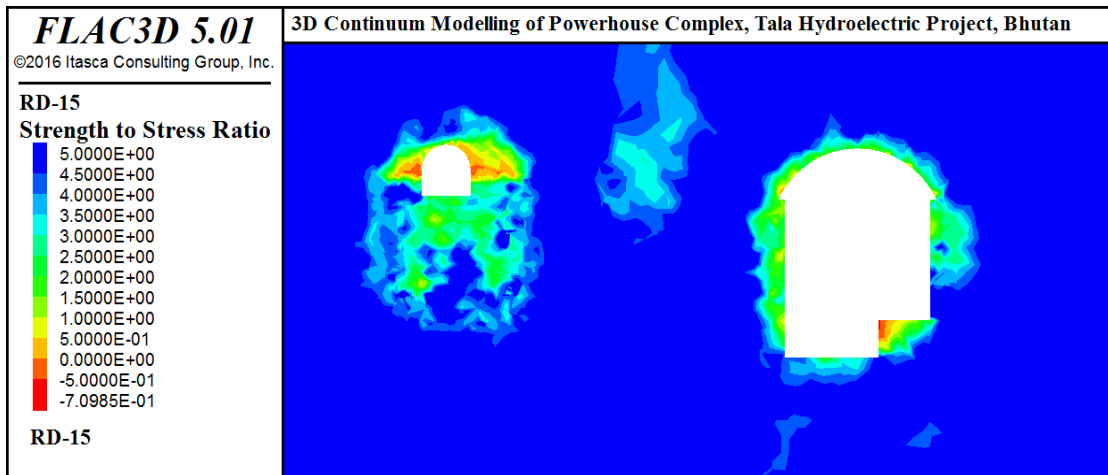 FLAC3D 5.01
©2016 Itasca Consulting Group, Inc.
RD-15
Strength to Stress Ratio
5.0000E+00
4.5000E+00
4.0000E+00
3.5000E+00
3.0000E+00
2.5000E+00
2.0000E+00
1.5000E+00
1.0000E+00
5.0000E-01
0.0000E+00
-5.0000E-01
-7.0985E-01
RD-15
3D Continuum Modelling of Powerhouse Complex, Tala Hydroelectric Project, Bhutan